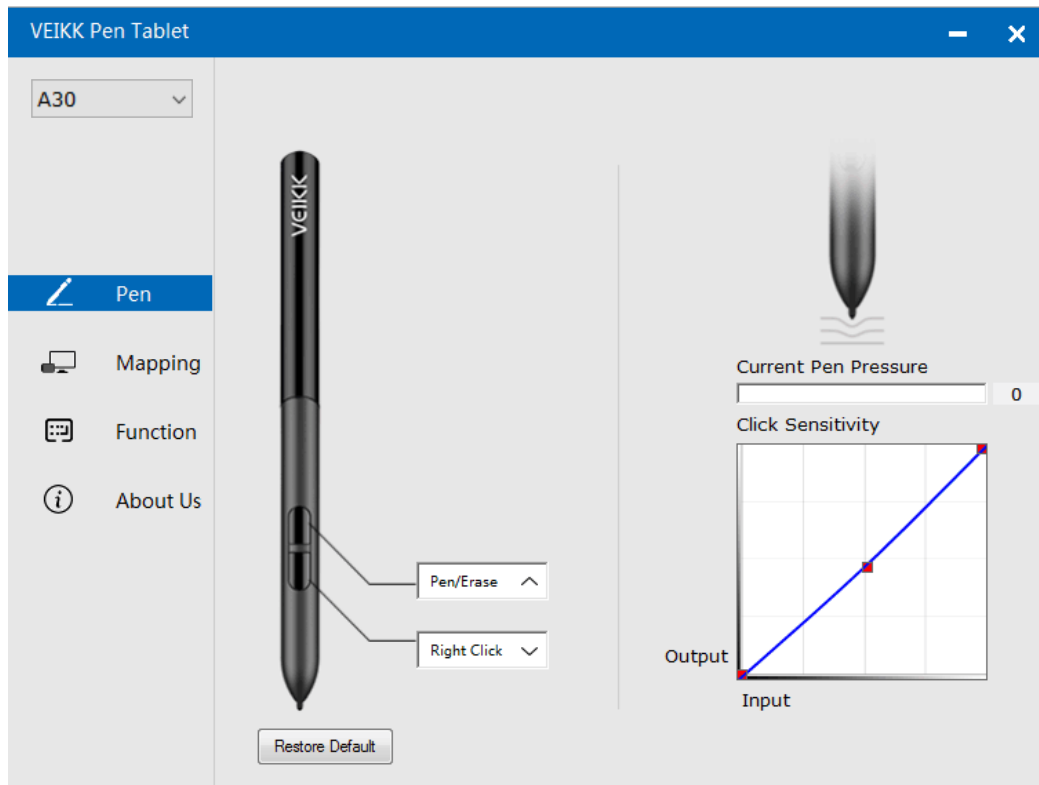 VEIKK Pen Tablet
A30
VEIKK
Pen
Mapping
Function
About Us
Pen/Erase
Right Click
Restore Default
Current Pen Pressure
0
Click Sensitivity
Output
Input